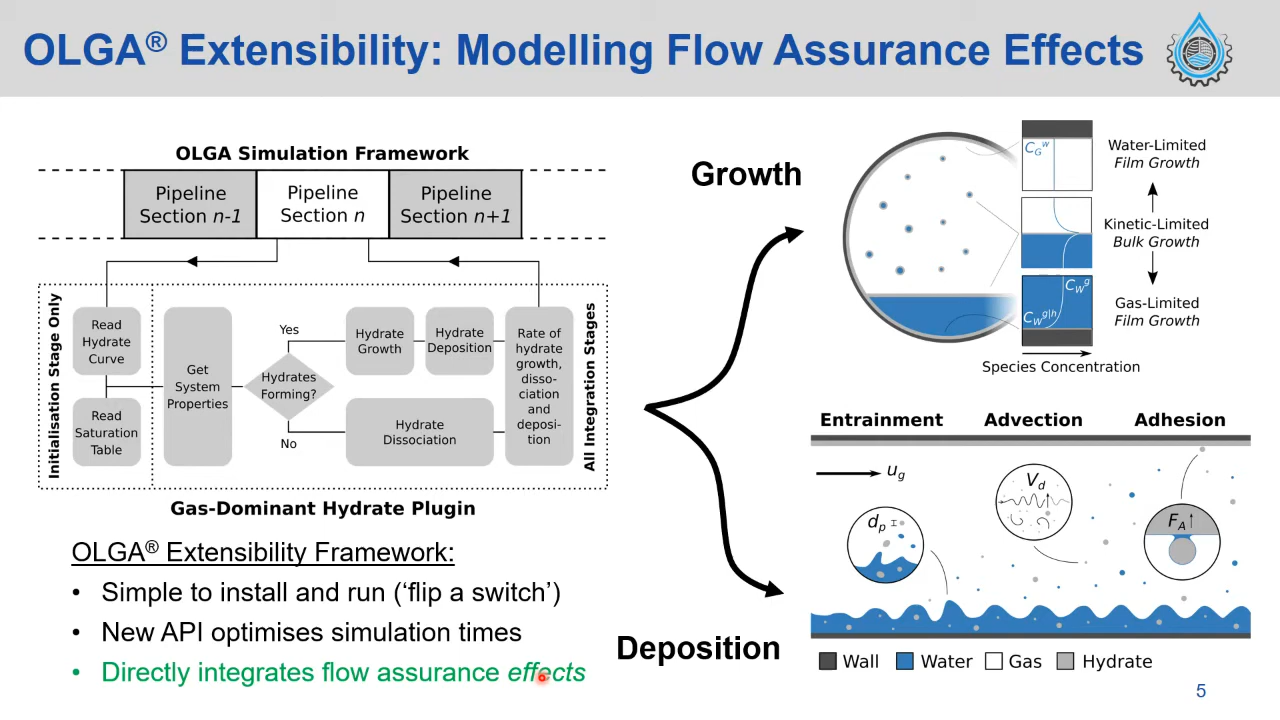 OLGA® Extensibility: Modelling Flow Assurance Effects
OLGA Simulation Framework
Pipeline
Section n-1
Pipeline
Section n
Pipeline
Section n+1
Initialisation Stage Only
Read
Hydrate
Curve
Read
Saturation
Table
Get
System
Properties
Hydrates
Forming?
Yes
No
Hydrate
Growth
Hydrate
Deposition
Hydrate
Dissociation
Rate of
hydrate
growth,
disso-
ciation
and
deposi-
tion
All Integration Stages
Gas-Dominant Hydrate Plugin
OLGA® Extensibility Framework:
• Simple to install and run (‘flip a switch’)
• New API optimises simulation times
• Directly integrates flow assurance effects
Growth
C_G^w
C_W^g
C_W^g|h
Water-Limited
Film Growth
Kinetic-Limited
Bulk Growth
Gas-Limited
Film Growth
Species Concentration
Deposition
Entrainment
Advection
Adhesion
u_g
d_p
V_d
F_A
Wall
Water
Gas
Hydrate
5